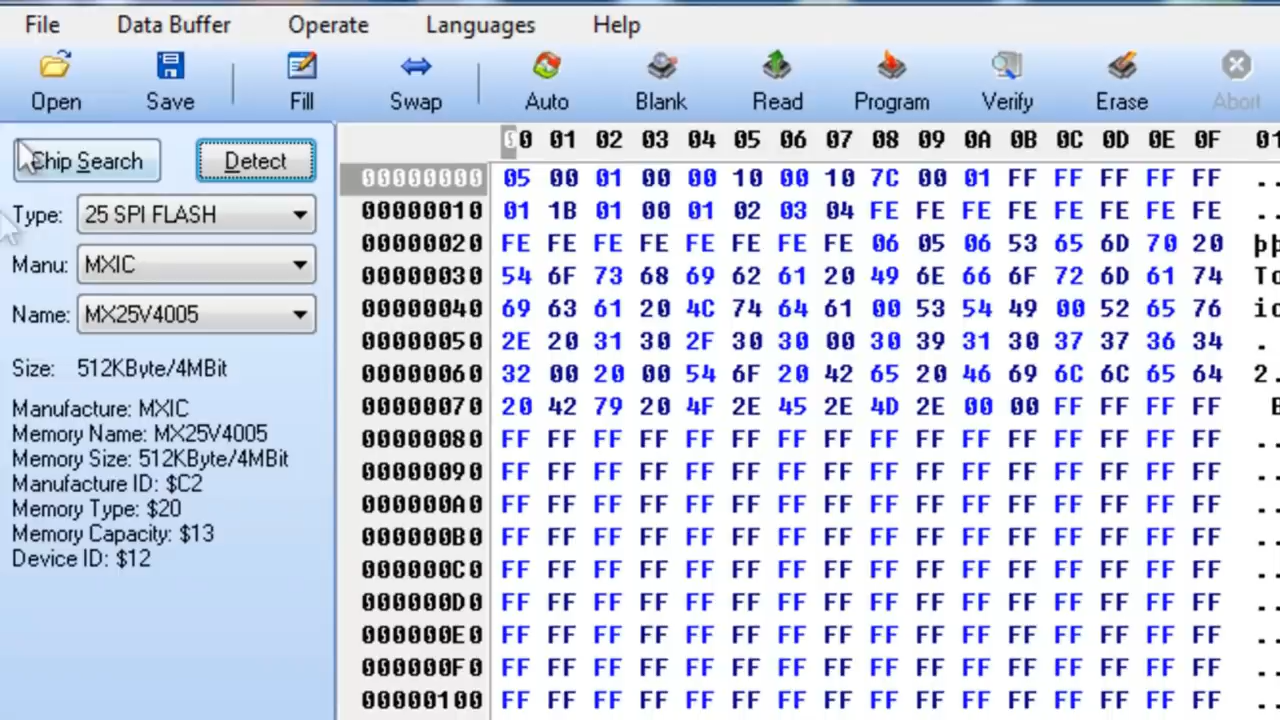 File Data Buffer Operate Languages Help
Open Save Fill Swap Auto Blank Read Program Verify Erase Abort
Chip Search Detect
Type: 25 SPI FLASH
Manu: MXIC
Name: MX25V4005
Size: 512KByte/4MBit
Manufacture: MXIC
Memory Name: MX25V4005
Memory Size: 512KByte/4MBit
Manufacture ID: $C2
Memory Type: $20
Memory Capacity: $13
Device ID: $12
00 01 02 03 04 05 06 07 08 09 0A 0B 0C 0D 0E 0F 01
00000000 05 00 01 00 00 10 00 10 7C 00 01 FF FF FF FF FF ..
00000010 01 1B 01 00 01 02 03 04 FE FE FE FE FE FE FE FE ..
00000020 FE FE FE FE FE FE FE FE 06 05 06 53 65 6D 70 20 þþ
00000030 54 6F 73 68 69 62 61 20 49 6E 66 6F 72 6D 61 74 To
00000040 69 63 61 20 4C 74 64 61 00 53 54 49 00 52 65 76 ic
00000050 2E 20 31 30 2F 30 30 00 30 39 31 30 37 37 36 34 .
00000060 32 00 20 00 54 6F 20 42 65 20 46 69 6C 6C 65 64 2.
00000070 20 42 79 20 4F 2E 45 2E 4D 2E 00 00 FF FF FF FF B
00000080 FF FF FF FF FF FF FF FF FF FF FF FF FF FF FF FF ..
00000090 FF FF FF FF FF FF FF FF FF FF FF FF FF FF FF FF ..
000000A0 FF FF FF FF FF FF FF FF FF FF FF FF FF FF FF FF ..
000000B0 FF FF FF FF FF FF FF FF FF FF FF FF FF FF FF FF ..
000000C0 FF FF FF FF FF FF FF FF FF FF FF FF FF FF FF FF ..
000000D0 FF FF FF FF FF FF FF FF FF FF FF FF FF FF FF FF ..
000000E0 FF FF FF FF FF FF FF FF FF FF FF FF FF FF FF FF ..
000000F0 FF FF FF FF FF FF FF FF FF FF FF FF FF FF FF FF ..
00000100 FF FF FF FF FF FF FF FF FF FF FF FF FF FF FF FF ..